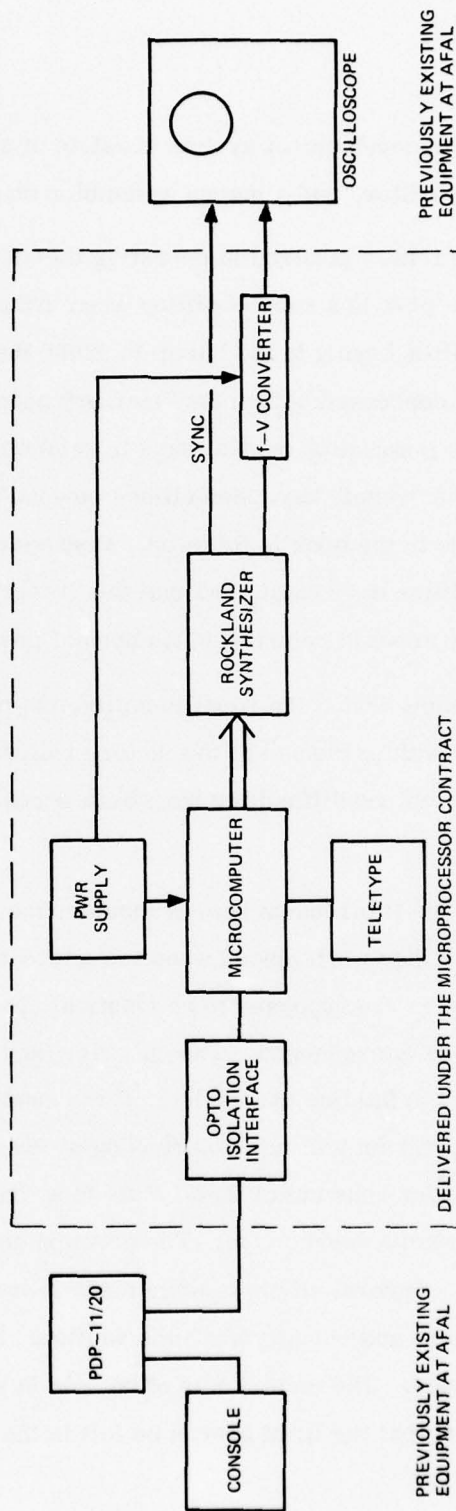 CONSOLE
PDP-11/20
PREVIOUSLY EXISTING
EQUIPMENT AT AFAL
OPTO
ISOLATION
INTERFACE
PWR
SUPPLY
MICROCOMPUTER
TELETYPE
ROCKLAND
SYNTHESIZER
SYNC
f-V CONVERTER
DELIVERED UNDER THE MICROPROCESSOR CONTRACT
OSCILLOSCOPE
PREVIOUSLY EXISTING
EQUIPMENT AT AFAL